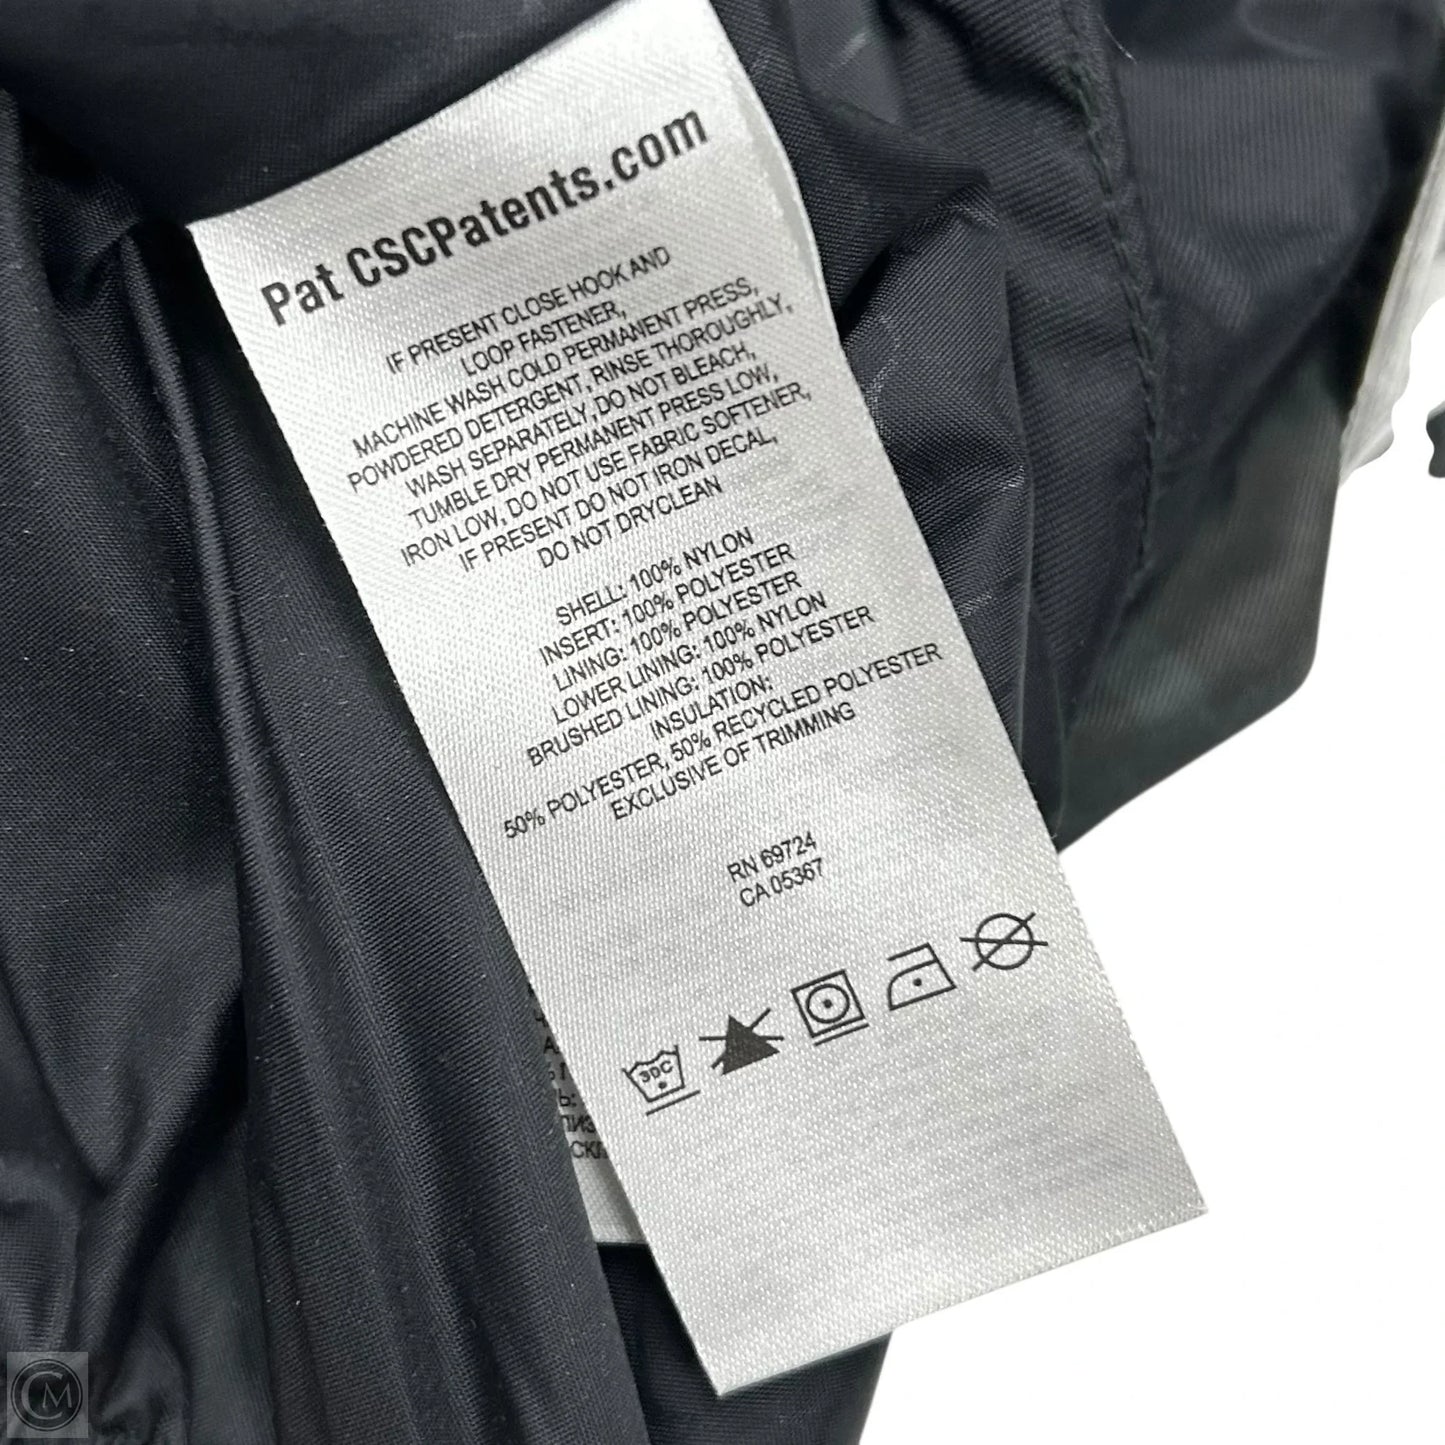 Pat CSCPatents.com
IF PRESENT CLOSE HOOK AND
LOOP FASTENER,
MACHINE WASH COLD PERMANENT PRESS,
POWDERED DETERGENT, RINSE THOROUGHLY,
WASH SEPARATELY, DO NOT BLEACH,
TUMBLE DRY PERMANENT PRESS LOW,
IRON LOW, DO NOT USE FABRIC SOFTENER,
IF PRESENT DO NOT IRON DECAL,
DO NOT DRYCLEAN
SHELL: 100% NYLON
INSERT: 100% POLYESTER
LINING: 100% POLYESTER
LOWER LINING: 100% NYLON
BRUSHED LINING: 100% POLYESTER
INSULATION:
50% POLYESTER, 50% RECYCLED POLYESTER
EXCLUSIVE OF TRIMMING
RN 69724
CA 05367
30C
CM